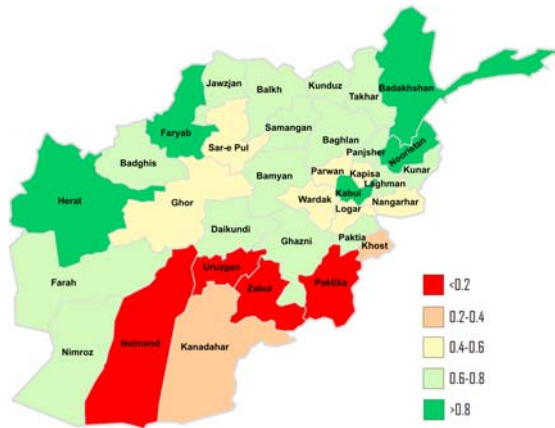 Jawzjan
Balkh
Kunduz
Takhar
Badakhshan
Faryab
Sar-e Pul
Samangan
Baghlan
Panjsher
Nooristan
Badghis
Bamyan
Parwan
Kapisa
Kunar
Laghman
Herat
Ghor
Wardak
Kabul
Nangarhar
Logar
Daikundi
Ghazni
Paktia
Khost
Farah
Uruzgen
Zabul
Paktika
Nimroz
Helmand
Kanadahar
<0.2
0.2-0.4
0.4-0.6
0.6-0.8
>0.8